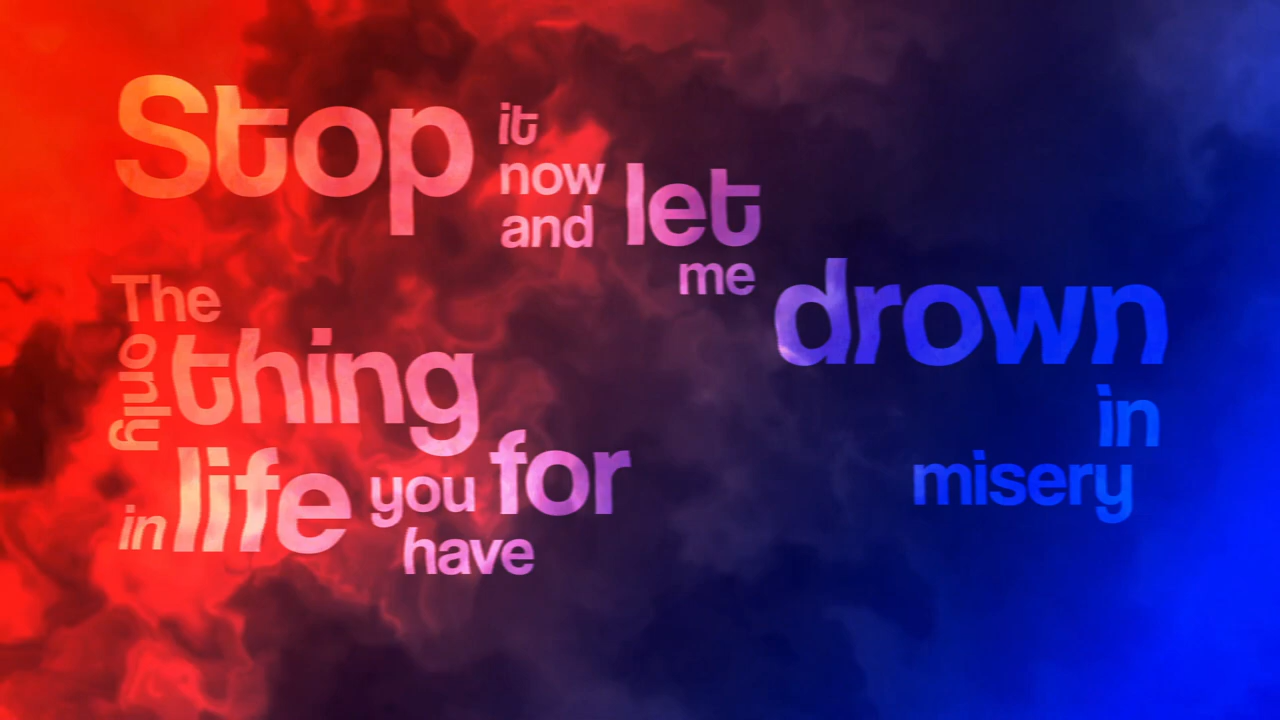 Stop it
now
and let
me drown
in
misery
The
only thing
in life you for
have